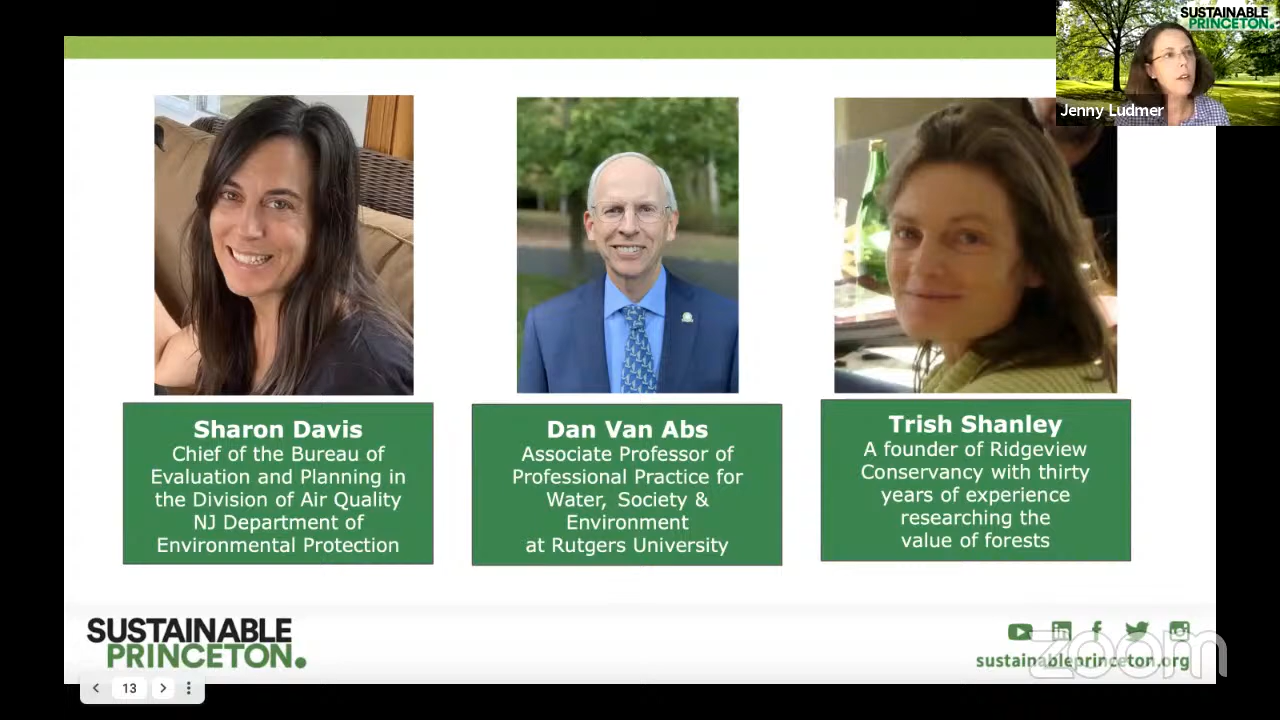 SUSTAINABLE
PRINCETON.
Jenny Ludmer
Sharon Davis
Chief of the Bureau of
Evaluation and Planning in
the Division of Air Quality
NJ Department of
Environmental Protection
Dan Van Abs
Associate Professor of
Professional Practice for
Water, Society &
Environment
at Rutgers University
Trish Shanley
A founder of Ridgeview
Conservancy with thirty
years of experience
researching the
value of forests
SUSTAINABLE
PRINCETON.
sustainableprinceton.org
zoom
13